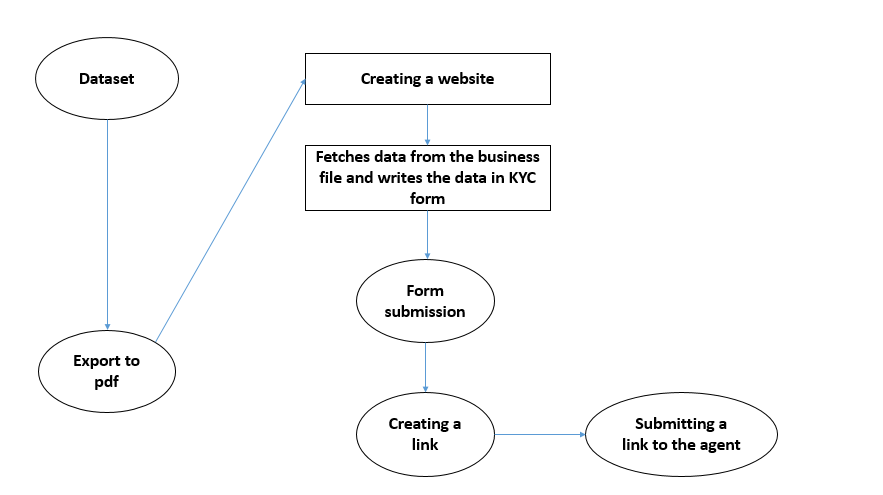 Dataset
Export to
pdf
Creating a website
Fetches data from the business
file and writes the data in KYC
form
Form
submission
Creating a
link
Submitting a
link to the agent